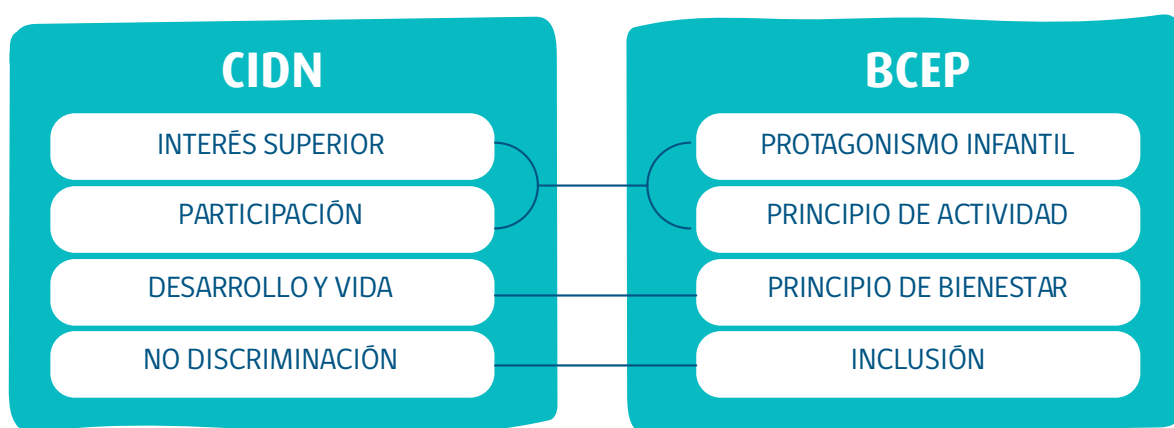 CIDN
INTERÉS SUPERIOR
PARTICIPACIÓN
DESARROLLO Y VIDA
NO DISCRIMINACIÓN
BCEP
PROTAGONISMO INFANTIL
PRINCIPIO DE ACTIVIDAD
PRINCIPIO DE BIENESTAR
INCLUSIÓN